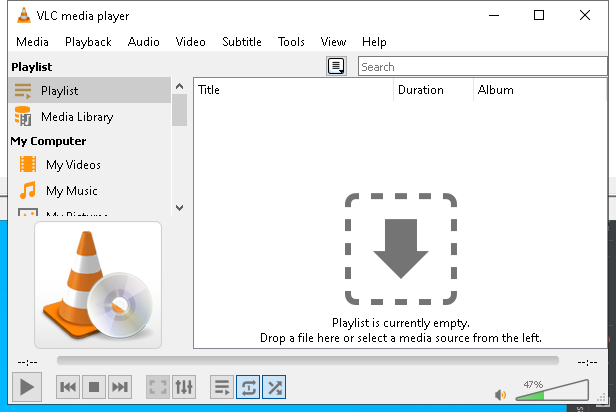 VLC media player
Media Playback Audio Video Subtitle Tools View Help
Playlist
Search
Playlist
Media Library
My Computer
My Videos
My Music
My Pictures
Title Duration Album
Playlist is currently empty.
Drop a file here or select a media source from the left.
--:-- --:--
47%